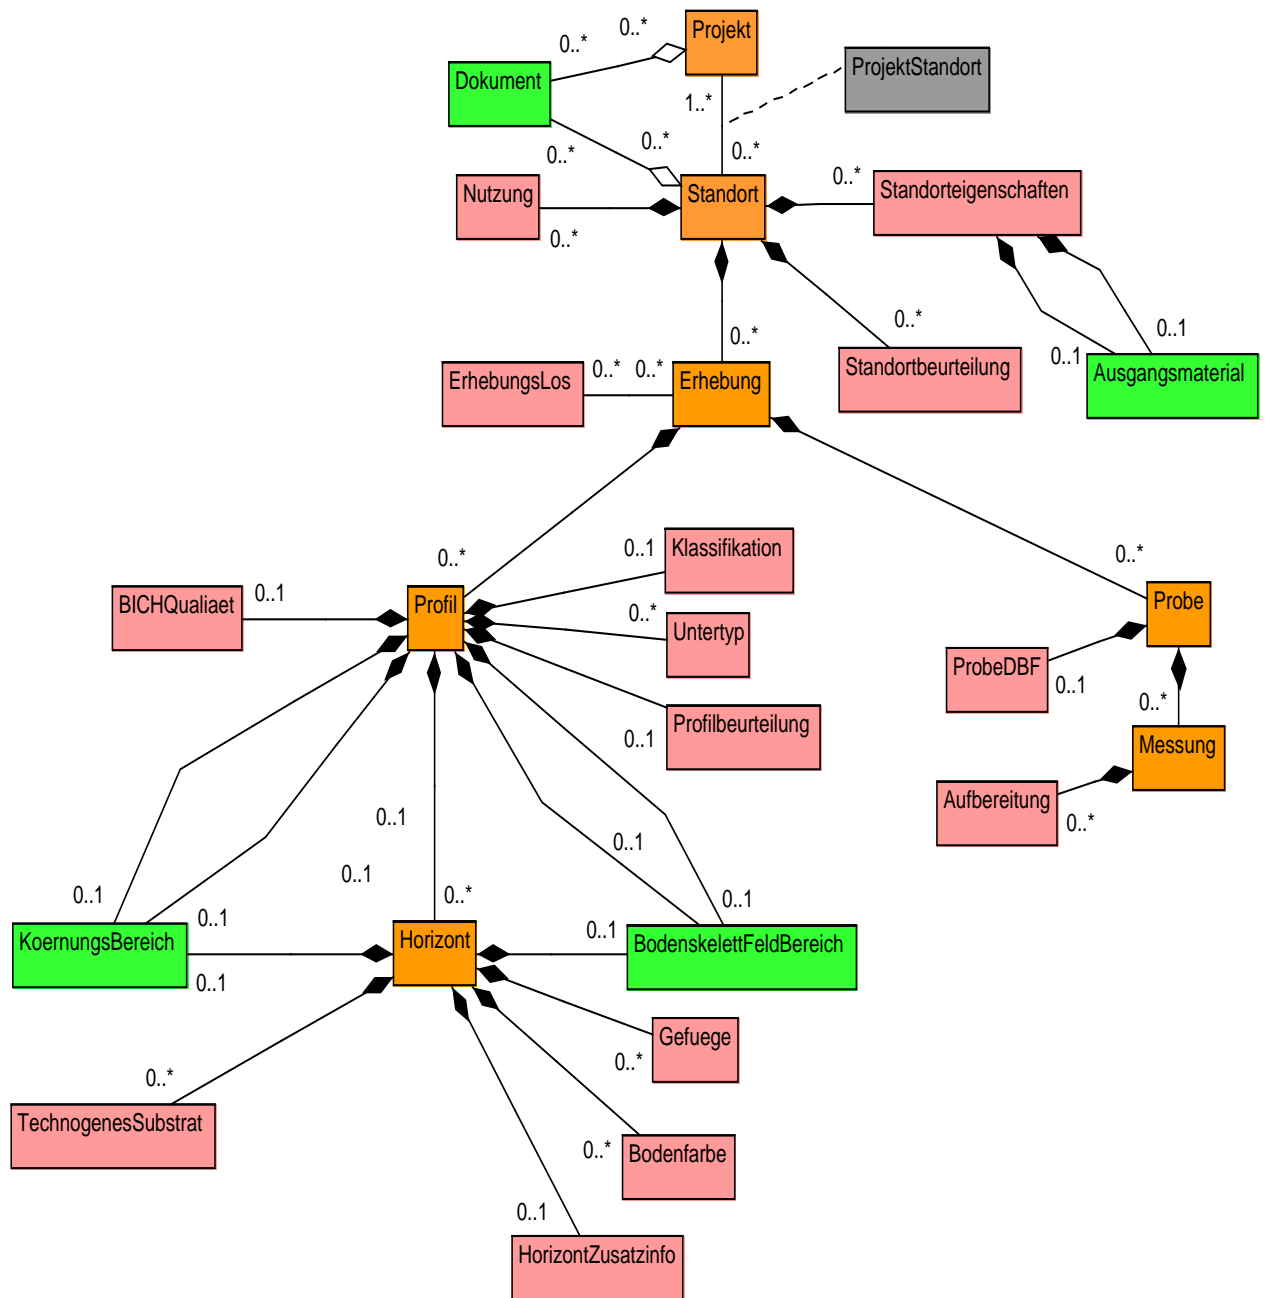 Projekt
0..*
0..*
Dokument
ProjektStandort
1..*
0..*
0..*
0..*
Nutzung
0..*
Standort
0..*
Standorteigenschaften
0..*
0..*
0..1
0..1
ErhebungsLos
0..*
0..*
Erhebung
Standortbeurteilung
Ausgangsmaterial
0..*
0..1
Klassifikation
0..*
BICHQualiaet
0..1
Profil
0..*
Untertyp
Probe
ProbeDBF
0..1
0..*
0..1
Profilbeurteilung
Messung
Aufbereitung
0..*
0..1
0..1
0..1
0..1
0..1
0..*
0..1
KoernungsBereich
0..1
Horizont
0..1
BodenskelettFeldBereich
0..1
Gefuege
0..*
0..*
TechnogenesSubstrat
0..*
Bodenfarbe
0..1
HorizontZusatzinfo